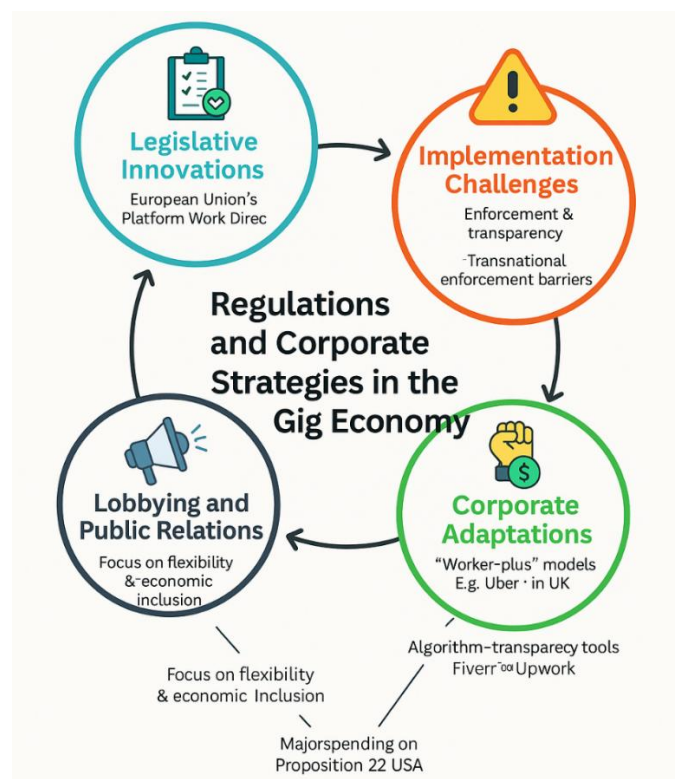 Legislative
Innovations
European Union's
Platform Work Direc
Implementation
Challenges
Enforcement &
transparency
-Transnational
enforcement barriers
Regulations
and Corporate
Strategies in the
Gig Economy
Corporate
Adaptations
"Worker-plus" models
E.g. Uber · in UK
Lobbying and
Public Relations
Focus on flexibility
&-economic
inclusion
Algorithm-transparecy tools
Fiverr Upwork
Focus on flexibility
& economic Inclusion
Majorspending on
Proposition 22 USA